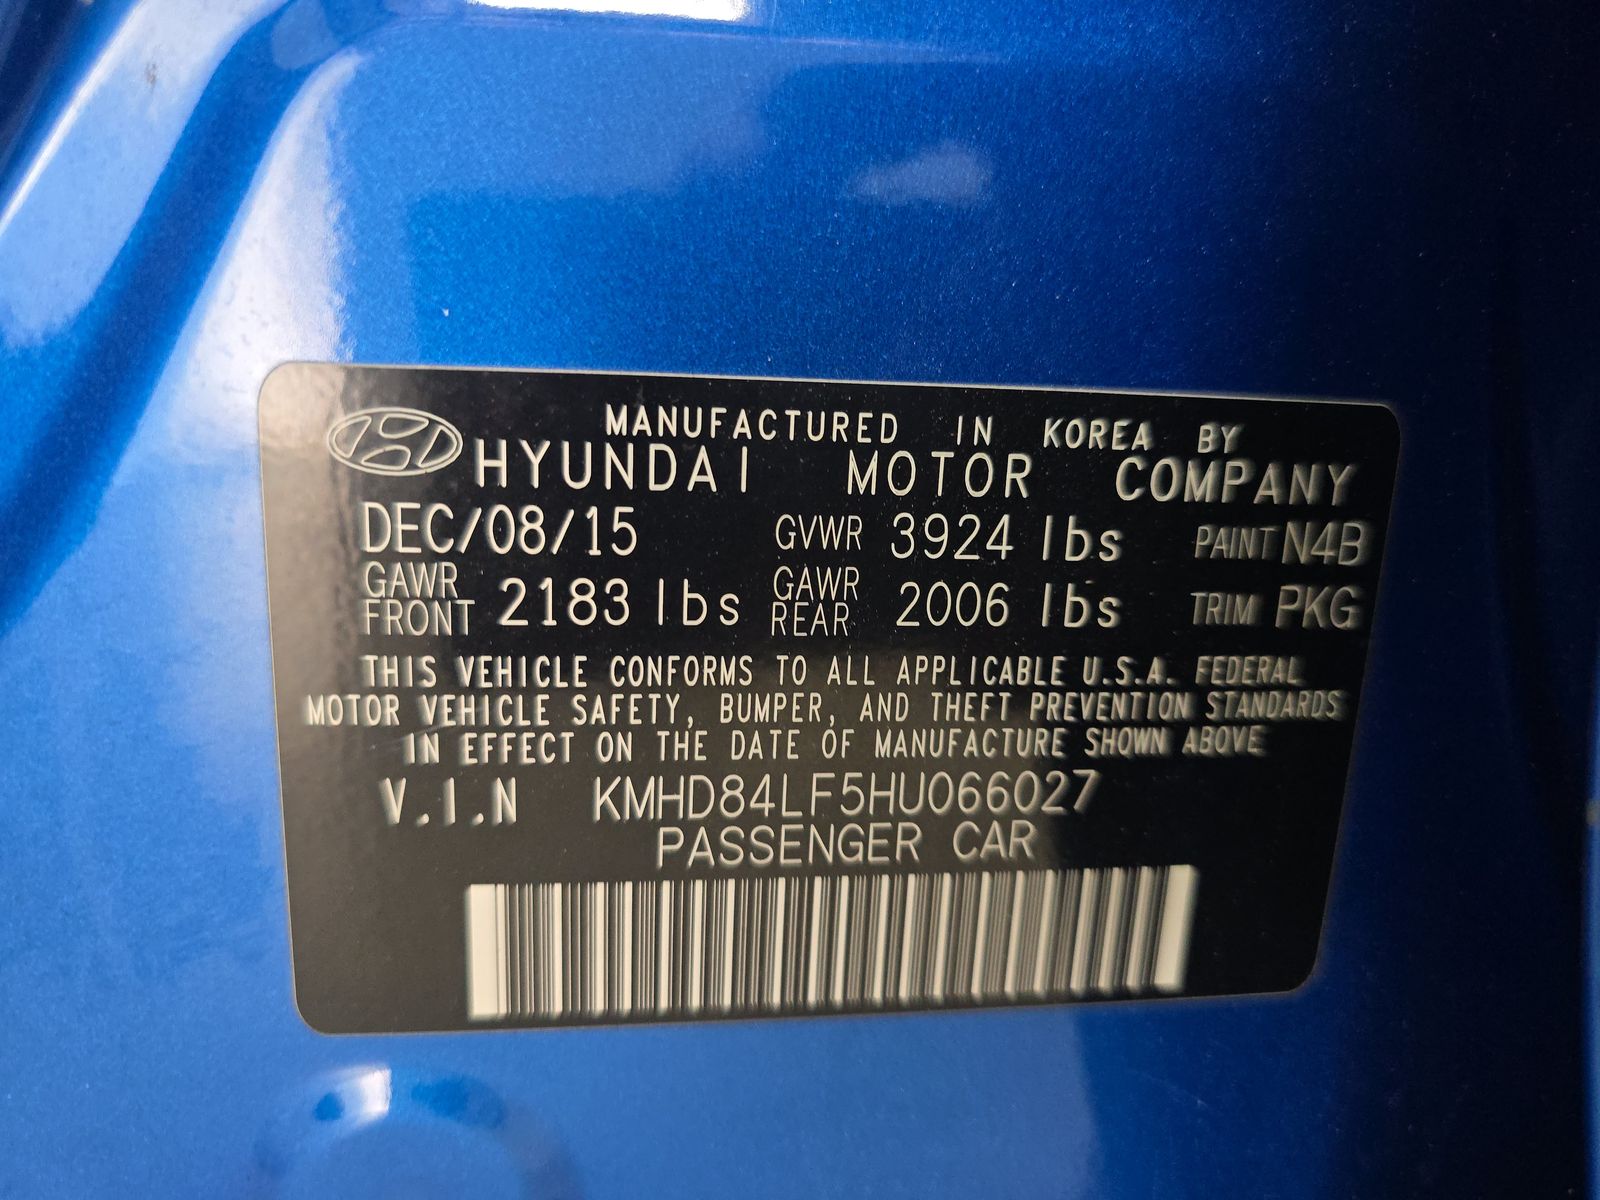 MANUFACTURED IN KOREA BY
HYUNDAI MOTOR COMPANY
DEC/08/15 GVWR 3924 lbs PAINT N4B
GAWR FRONT 2183 lbs GAWR REAR 2006 lbs TRIM PKG
THIS VEHICLE CONFORMS TO ALL APPLICABLE U.S.A. FEDERAL
MOTOR VEHICLE SAFETY, BUMPER, AND THEFT PREVENTION STANDARDS
IN EFFECT ON THE DATE OF MANUFACTURE SHOWN ABOVE
V.I.N KMHD84LF5HU066027
PASSENGER CAR